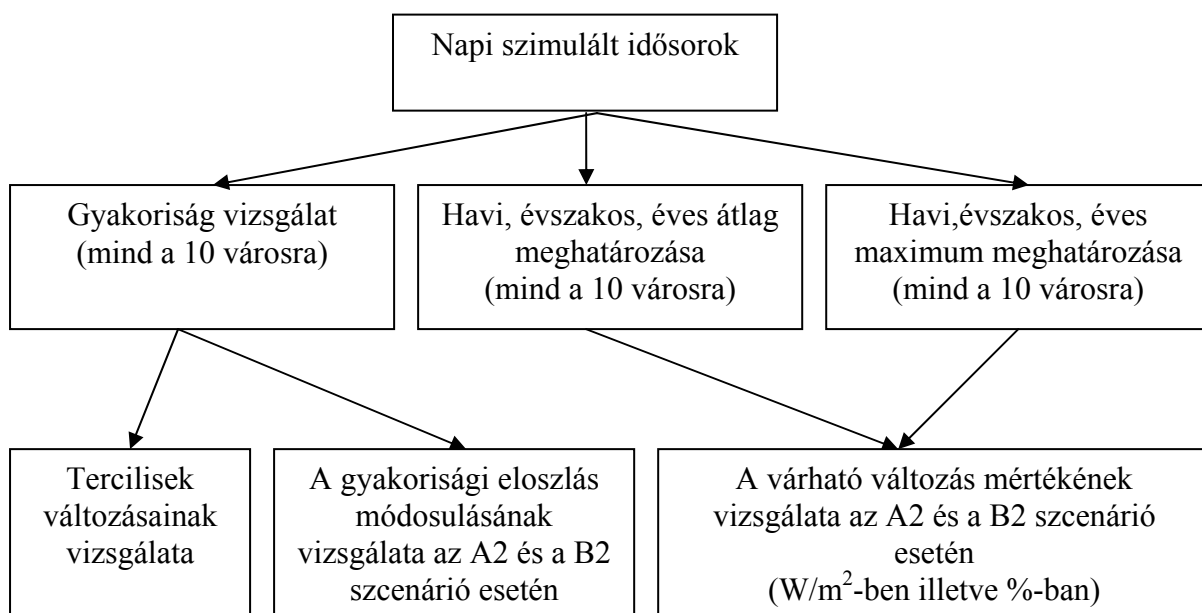 Napi szimulált idősorok
Gyakoriság vizsgálat
(mind a 10 városra)
Havi, évszakos, éves átlag
meghatározása
(mind a 10 városra)
Havi,évszakos, éves
maximum meghatározása
(mind a 10 városra)
Tercilisek
változásainak
vizsgálata
A gyakorisági eloszlás
módosulásának
vizsgálata az A2 és a B2
szcenárió esetén
A várható változás mértékének
vizsgálata az A2 és a B2 szcenárió
esetén
(W/m²-ben illetve %-ban)